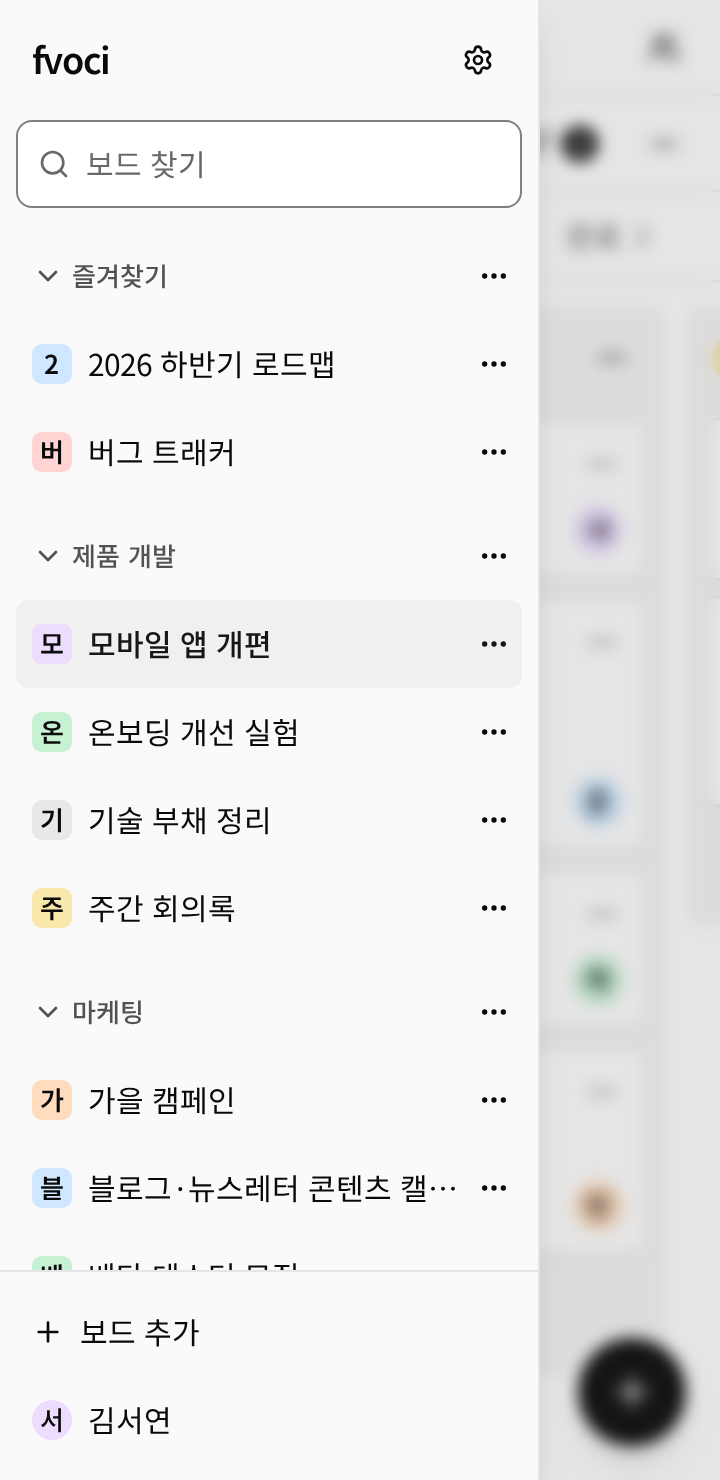 fvoci
보드 찾기
즐겨찾기
2 2026 하반기 로드맵
버 버그 트래커
제품 개발
모 모바일 앱 개편
온 온보딩 개선 실험
기 기술 부채 정리
주 주간 회의록
마케팅
가 가을 캠페인
블 블로그·뉴스레터 콘텐츠 캘…
보드 추가
서 김서연